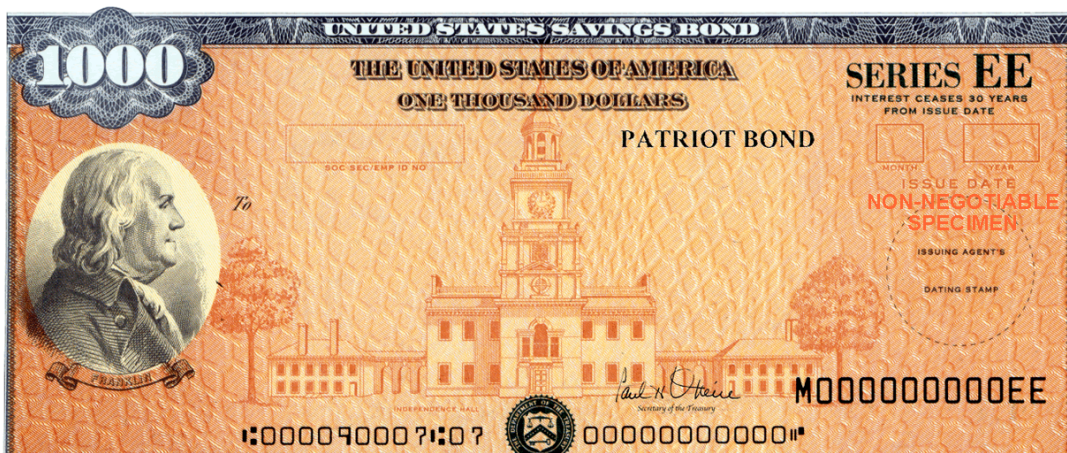 UNITED STATES SAVINGS BOND
1000
THE UNITED STATES OF AMERICA
ONE THOUSAND DOLLARS
SERIES EE
INTEREST CEASES 30 YEARS
FROM ISSUE DATE
PATRIOT BOND
SOC SEC/EMP ID NO
MONTH YEAR
ISSUE DATE
NON-NEGOTIABLE
SPECIMEN
To
ISSUING AGENT'S
DATING STAMP
FRANKLIN
INDEPENDENCE HALL
Paul H O'Neill
Secretary of the Treasury
M000000000EE
⑆000090007⑆07
00000000000⑈